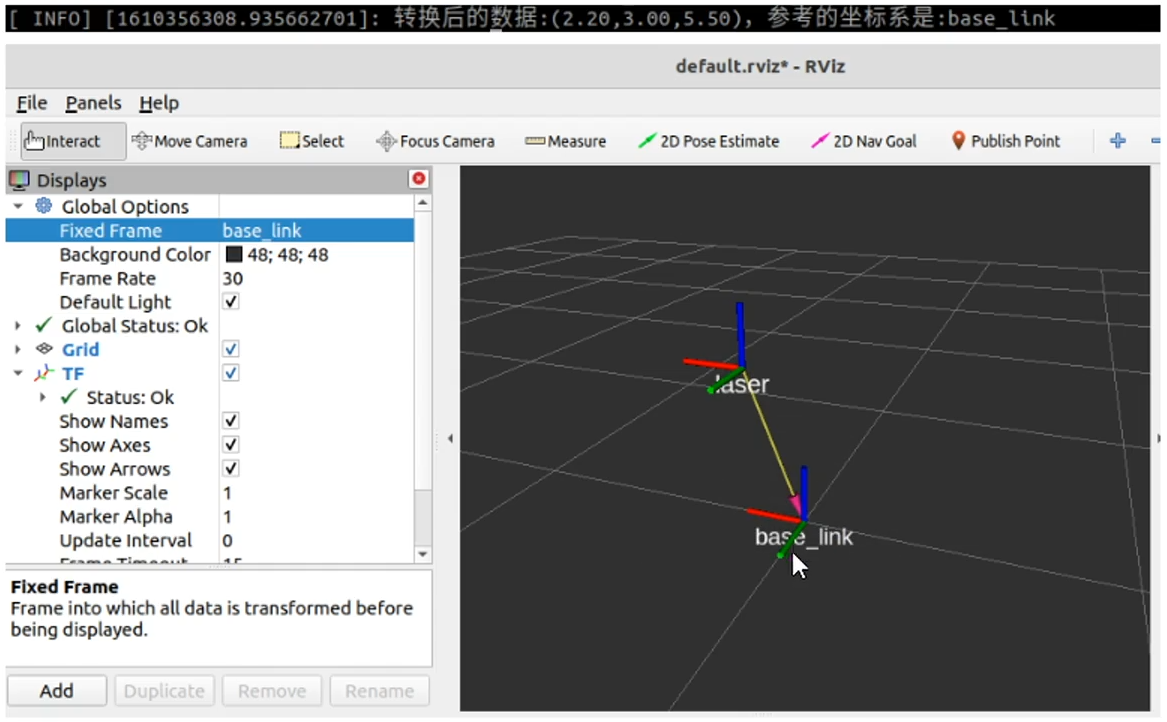 [ INFO] [1610356308.935662701]: 转换后的数据:(2.20,3.00,5.50), 参考的坐标系是:base_link
default.rviz* - RViz
File Panels Help
Interact Move Camera Select Focus Camera Measure 2D Pose Estimate 2D Nav Goal Publish Point
Displays
Global Options
Fixed Frame base_link
Background Color 48; 48; 48
Frame Rate 30
Default Light
Global Status: Ok
Grid
TF
Status: Ok
Show Names
Show Axes
Show Arrows
Marker Scale 1
Marker Alpha 1
Update Interval 0
Frame Timeout 15
Fixed Frame
Frame into which all data is transformed before
being displayed.
Add Duplicate Remove Rename
laser
base_link